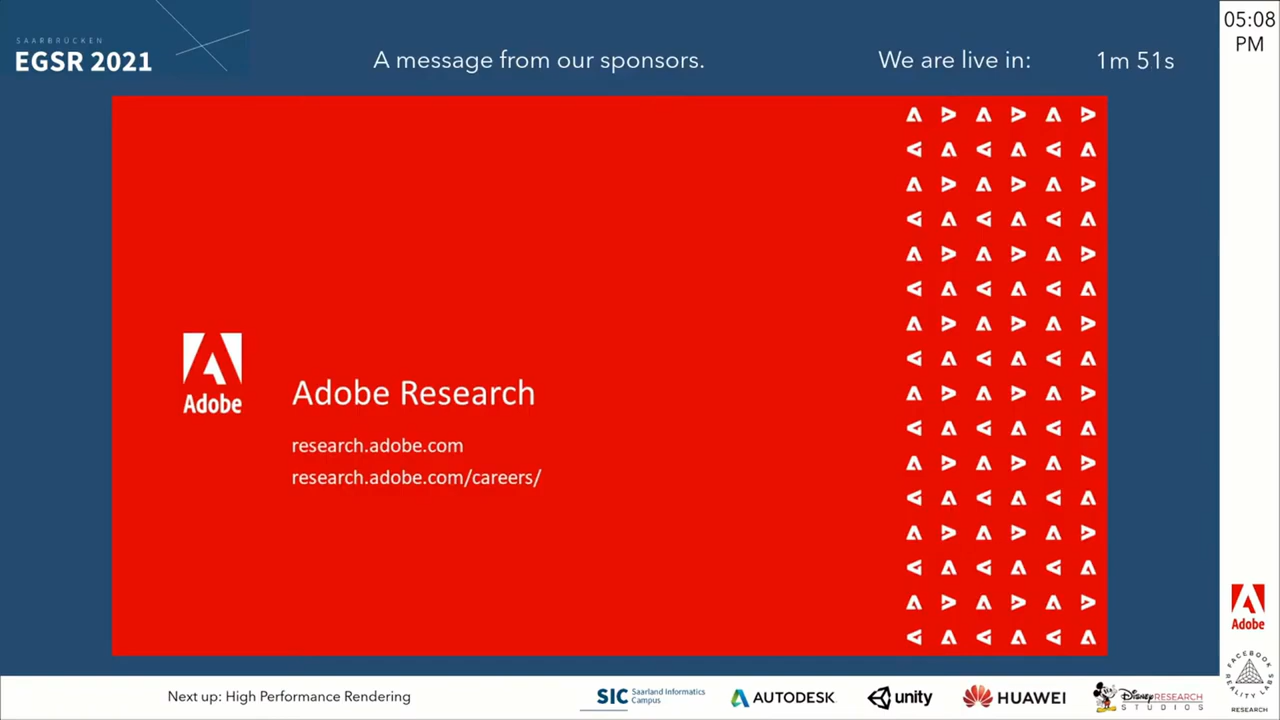 SAARBRÜCKEN
EGSR 2021
A message from our sponsors.
We are live in:
1m 51s
05:08
PM
Adobe
Adobe Research
research.adobe.com
research.adobe.com/careers/
Adobe
FACEBOOK
REALITY LABS
RESEARCH
Next up: High Performance Rendering
SIC
Saarland Informatics
Campus
AUTODESK
unity
HUAWEI
Disney RESEARCH
STUDIOS